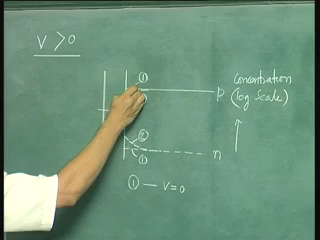 V > 0
①
p
Concentration
(log Scale)
②
①
n
① — V = 0